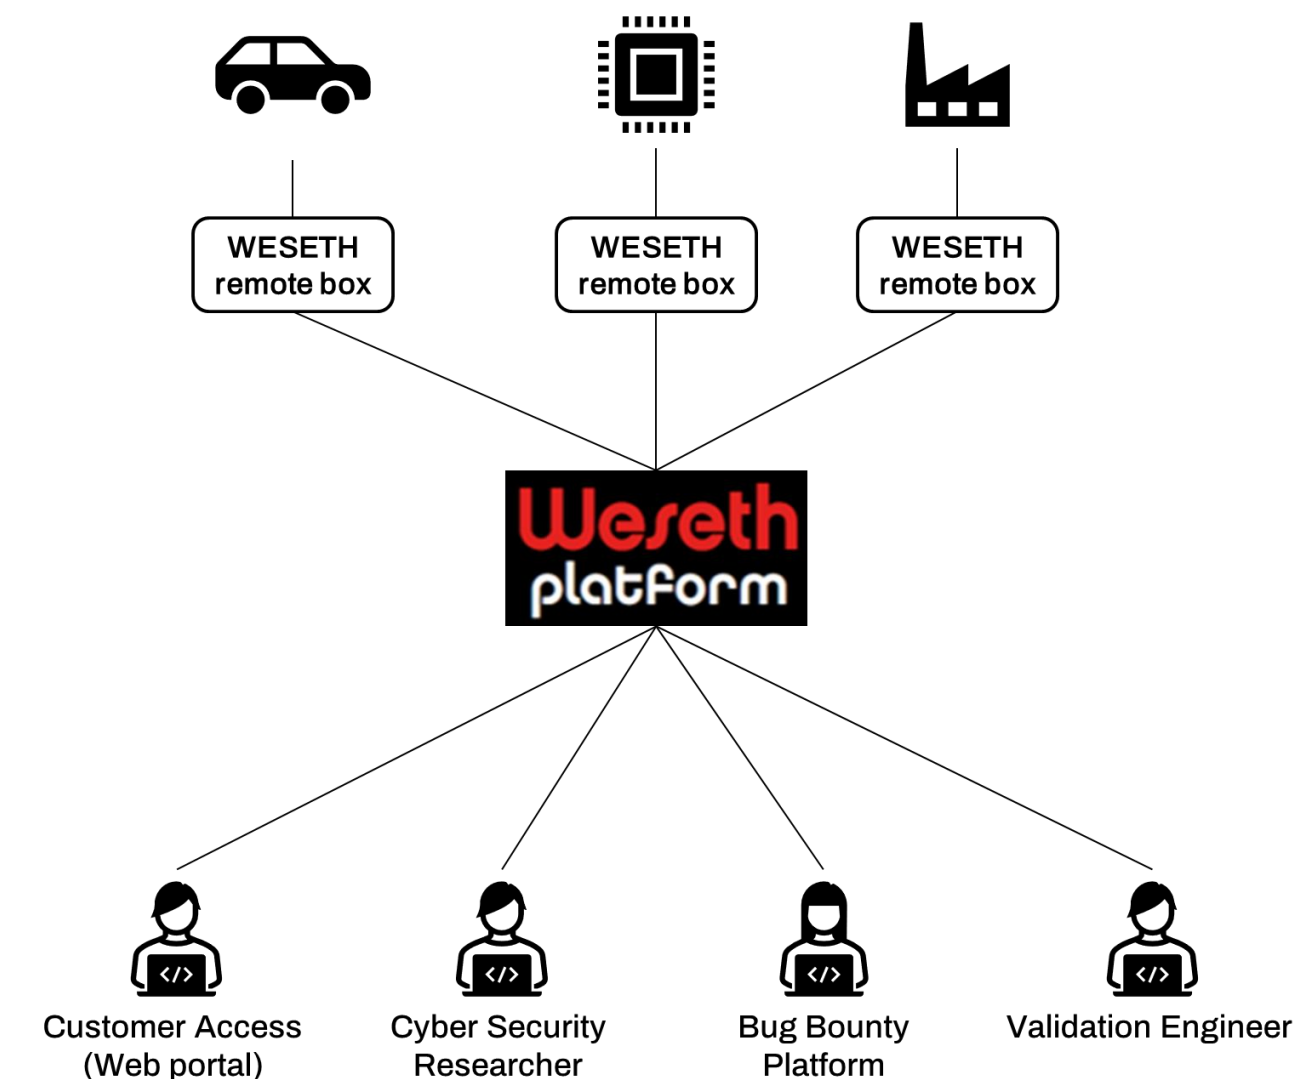 WESETH
remote box
WESETH
remote box
WESETH
remote box
Weseth
platform
</>
</>
</>
</>
Customer Access
(Web portal)
Cyber Security
Researcher
Bug Bounty
Platform
Validation Engineer